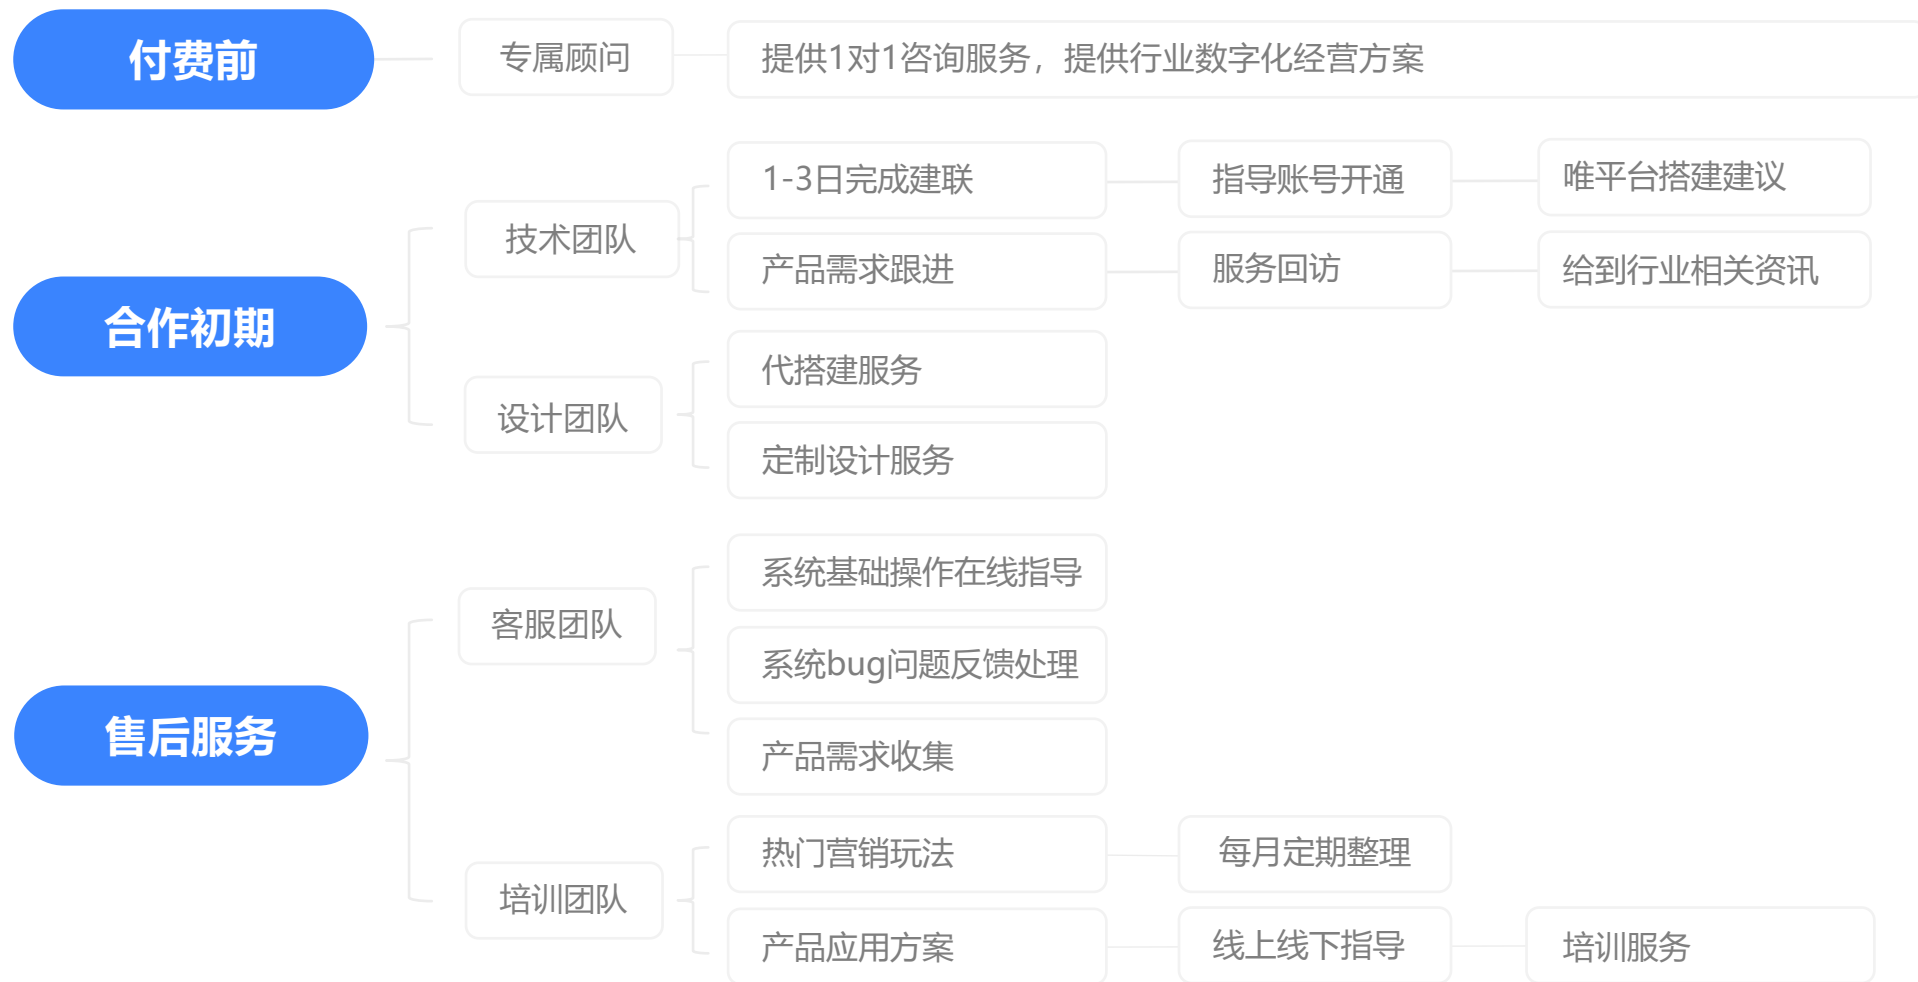 付费前
专属顾问
提供1对1咨询服务，提供行业数字化经营方案
合作初期
技术团队
1-3日完成建联
指导账号开通
唯平台搭建建议
产品需求跟进
服务回访
给到行业相关资讯
设计团队
代搭建服务
定制设计服务
售后服务
客服团队
系统基础操作在线指导
系统bug问题反馈处理
产品需求收集
培训团队
热门营销玩法
每月定期整理
产品应用方案
线上线下指导
培训服务